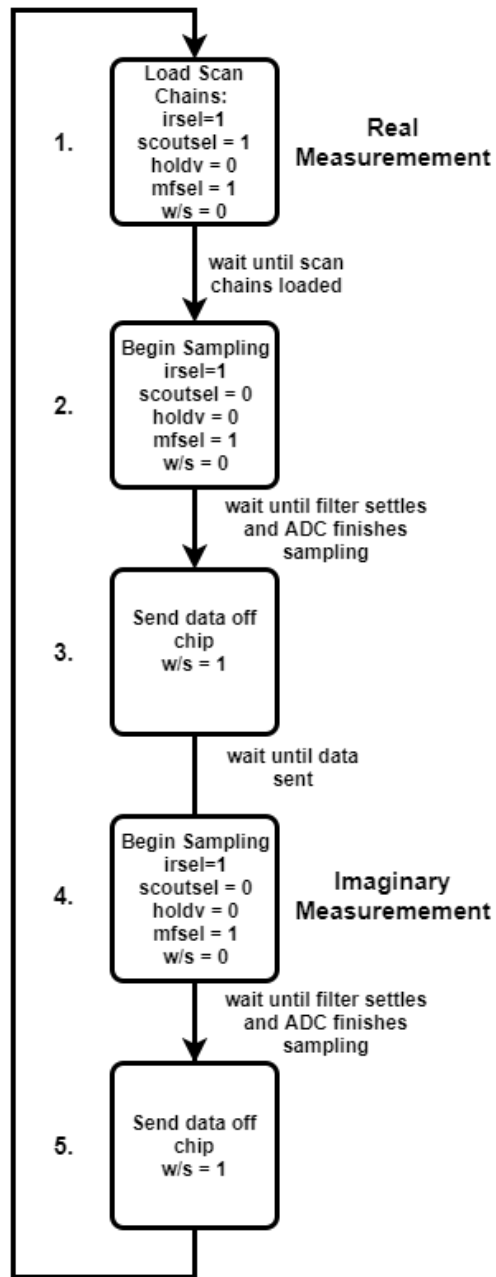 1.
Load Scan
Chains:
irsel=1
scoutsel = 1
holdv = 0
mfsel = 1
w/s = 0
Real
Measuremement
wait until scan
chains loaded
2.
Begin Sampling
irsel=1
scoutsel = 0
holdv = 0
mfsel = 1
w/s = 0
wait until filter settles
and ADC finishes
sampling
3.
Send data off
chip
w/s = 1
wait until data
sent
4.
Begin Sampling
irsel=1
scoutsel = 0
holdv = 0
mfsel = 1
w/s = 0
Imaginary
Measuremement
wait until filter settles
and ADC finishes
sampling
5.
Send data off
chip
w/s = 1